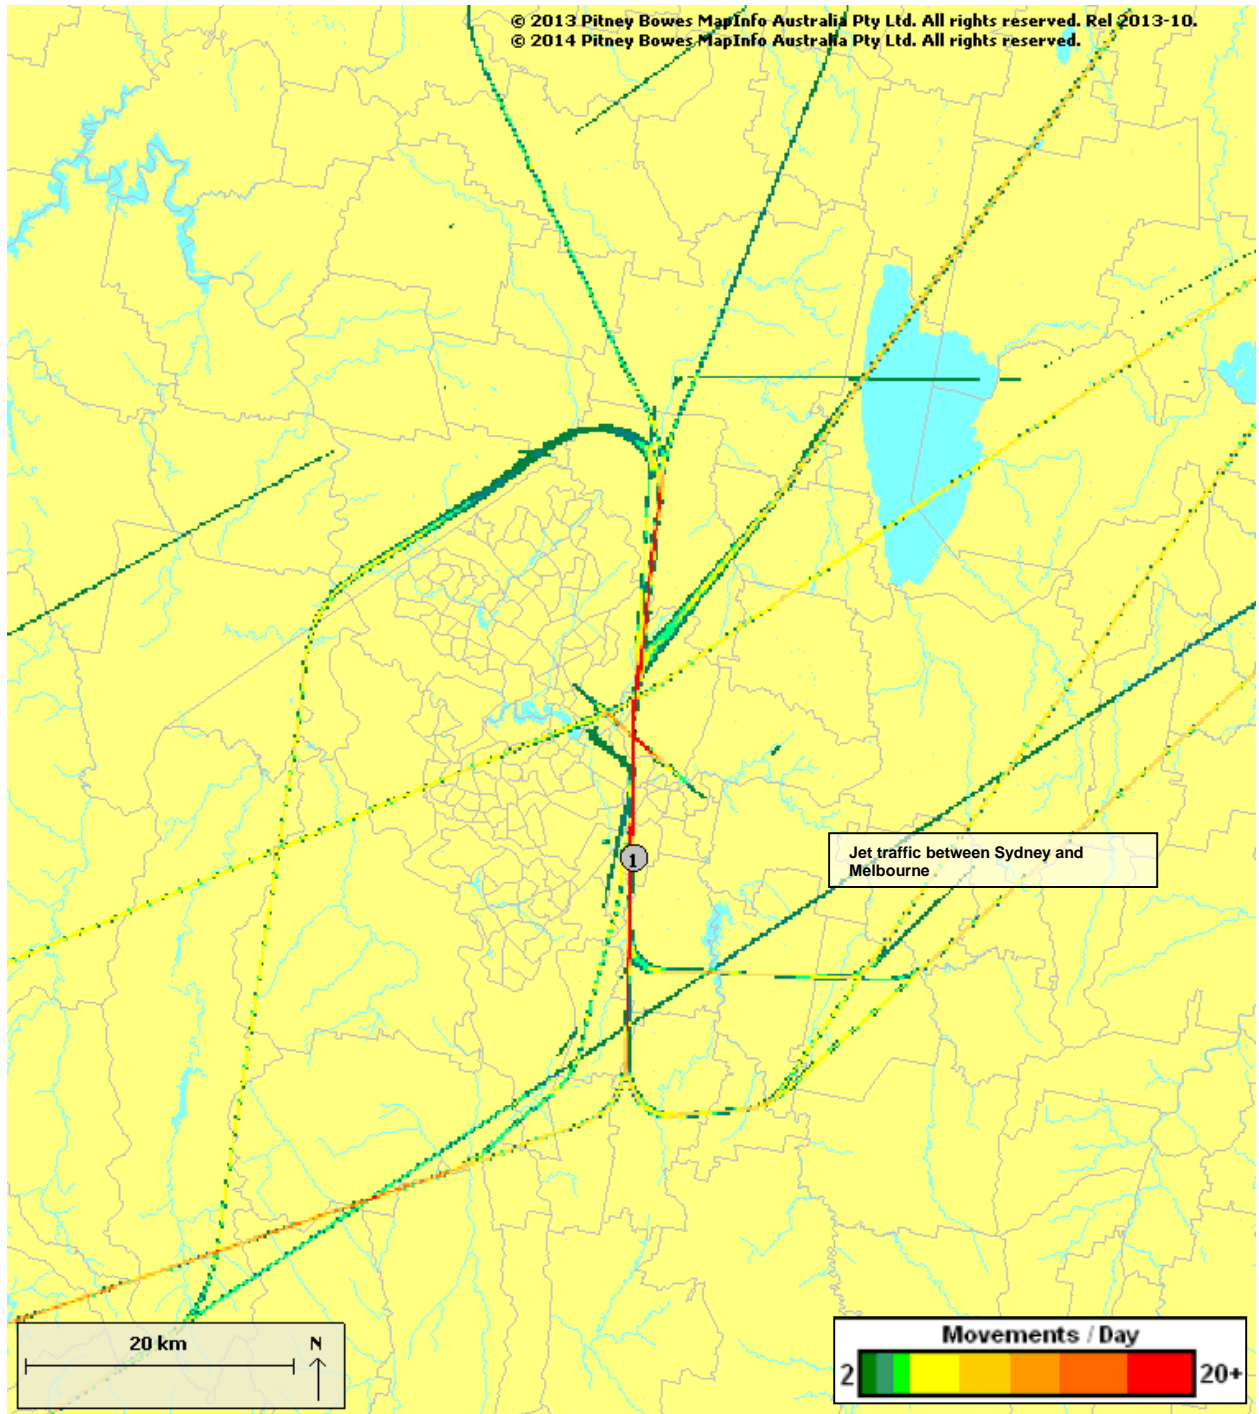 © 2013 Pitney Bowes MapInfo Australia Pty Ltd. All rights reserved. Rel 2013-10.
© 2014 Pitney Bowes MapInfo Australia Pty Ltd. All rights reserved.
1
Jet traffic between Sydney and
Melbourne
20 km
N
Movements / Day
2
20+